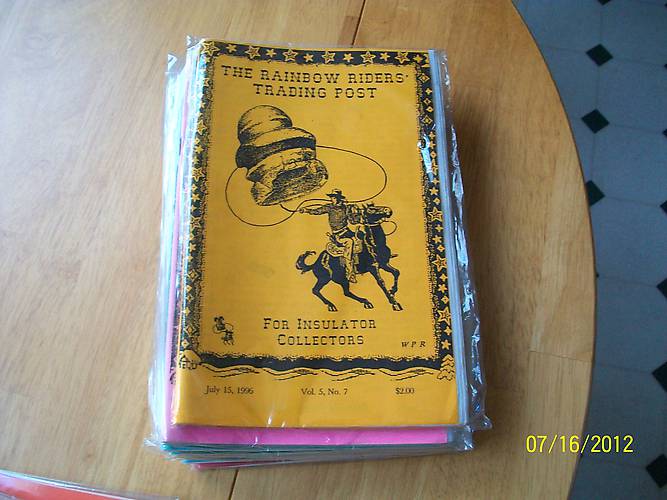 THE RAINBOW RIDERS'
TRADING POST
FOR INSULATOR
COLLECTORS
W P R
July 15, 1996 Vol. 5, No. 7 $2.00
07/16/2012